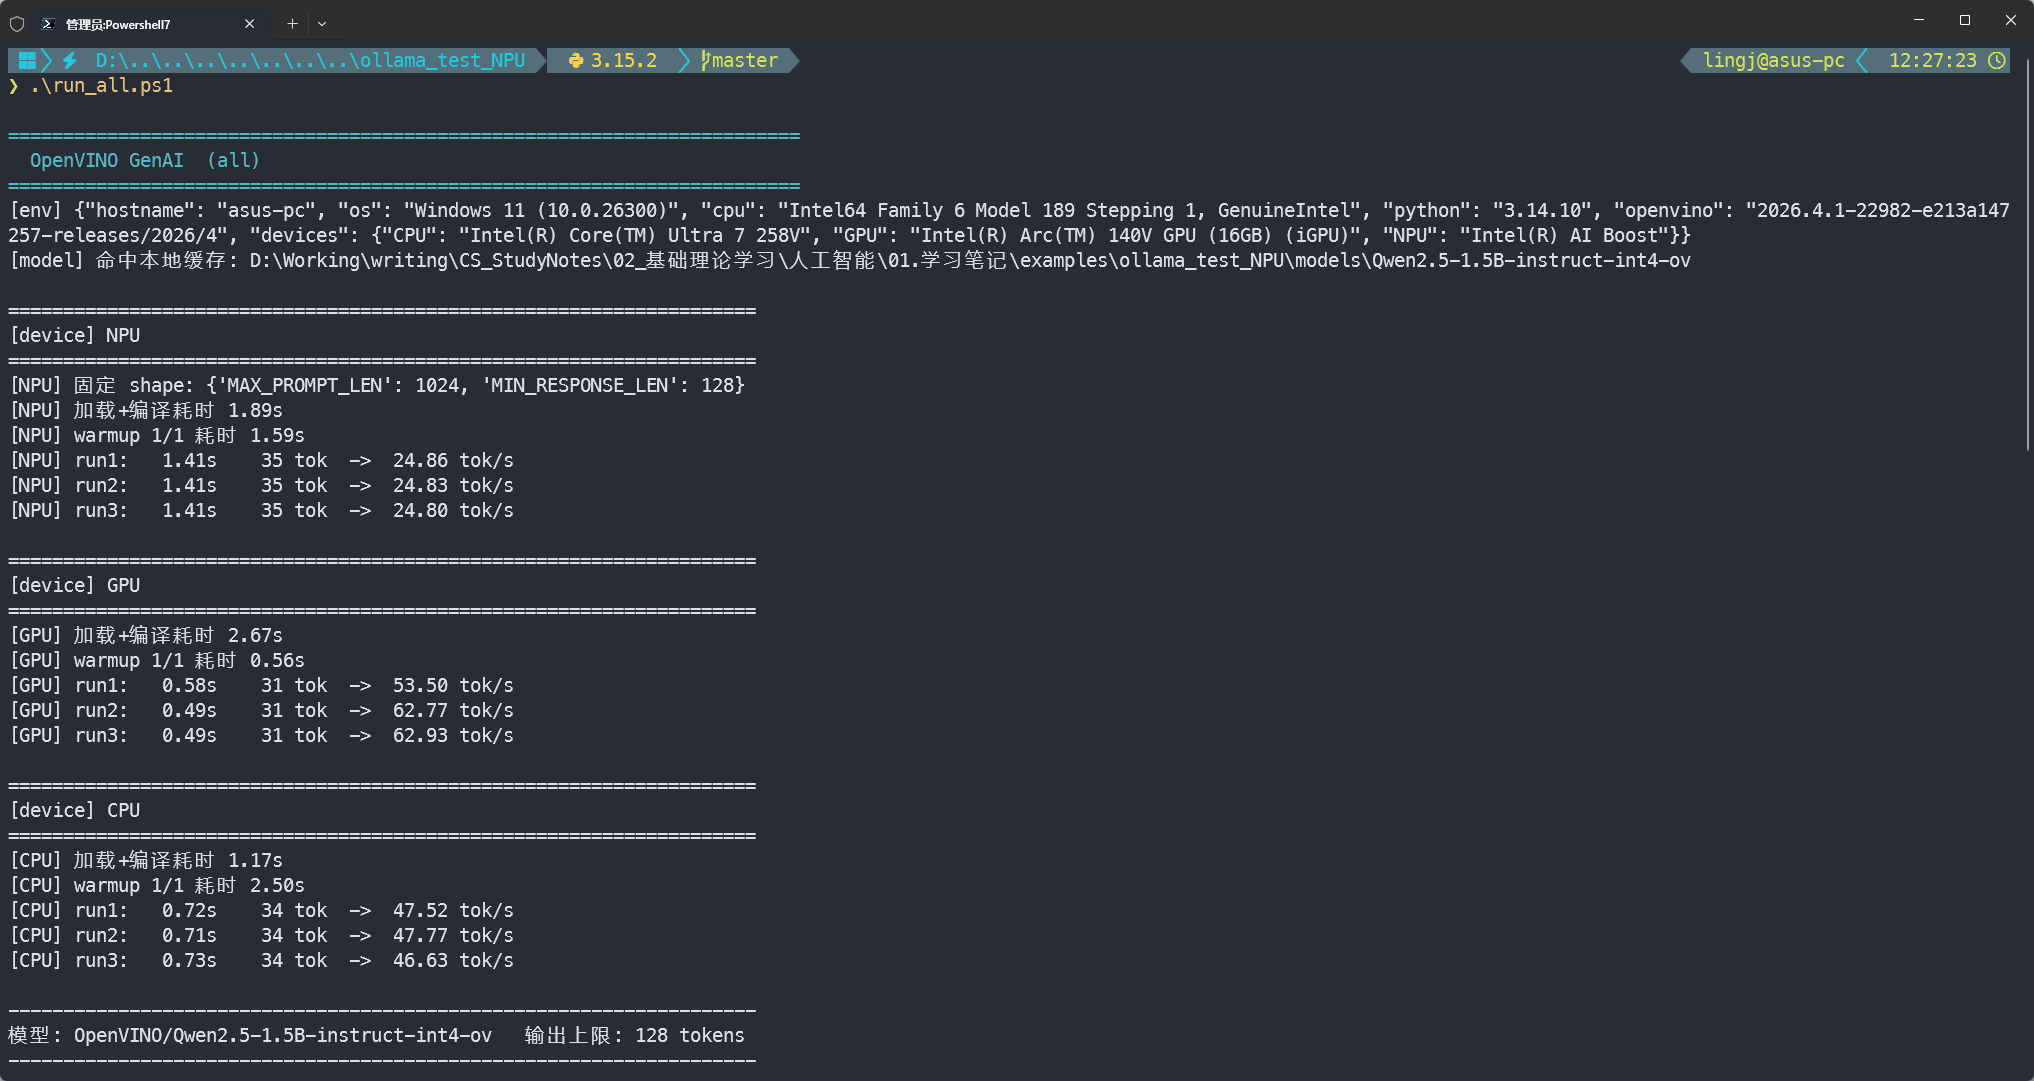 管理员:Powershell7
D:\..\..\..\..\..\..\..\ollama_test_NPU 3.15.2 master lingj@asus-pc 12:27:23
❯ .\run_all.ps1
========================================================================
OpenVINO GenAI (all)
========================================================================
[env] {"hostname": "asus-pc", "os": "Windows 11 (10.0.26300)", "cpu": "Intel64 Family 6 Model 189 Stepping 1, GenuineIntel", "python": "3.14.10", "openvino": "2026.4.1-22982-e213a147
257-releases/2026/4", "devices": {"CPU": "Intel(R) Core(TM) Ultra 7 258V", "GPU": "Intel(R) Arc(TM) 140V GPU (16GB) (iGPU)", "NPU": "Intel(R) AI Boost"}}
[model] 命中本地缓存: D:\Working\writing\CS_StudyNotes\02_基础理论学习\人工智能\01.学习笔记\examples\ollama_test_NPU\models\Qwen2.5-1.5B-instruct-int4-ov
====================================================================
[device] NPU
====================================================================
[NPU] 固定 shape: {'MAX_PROMPT_LEN': 1024, 'MIN_RESPONSE_LEN': 128}
[NPU] 加载+编译耗时 1.89s
[NPU] warmup 1/1 耗时 1.59s
[NPU] run1:   1.41s    35 tok  ->  24.86 tok/s
[NPU] run2:   1.41s    35 tok  ->  24.83 tok/s
[NPU] run3:   1.41s    35 tok  ->  24.80 tok/s
====================================================================
[device] GPU
====================================================================
[GPU] 加载+编译耗时 2.67s
[GPU] warmup 1/1 耗时 0.56s
[GPU] run1:   0.58s    31 tok  ->  53.50 tok/s
[GPU] run2:   0.49s    31 tok  ->  62.77 tok/s
[GPU] run3:   0.49s    31 tok  ->  62.93 tok/s
====================================================================
[device] CPU
====================================================================
[CPU] 加载+编译耗时 1.17s
[CPU] warmup 1/1 耗时 2.50s
[CPU] run1:   0.72s    34 tok  ->  47.52 tok/s
[CPU] run2:   0.71s    34 tok  ->  47.77 tok/s
[CPU] run3:   0.73s    34 tok  ->  46.63 tok/s
--------------------------------------------------------------------
模型: OpenVINO/Qwen2.5-1.5B-instruct-int4-ov   输出上限: 128 tokens
--------------------------------------------------------------------